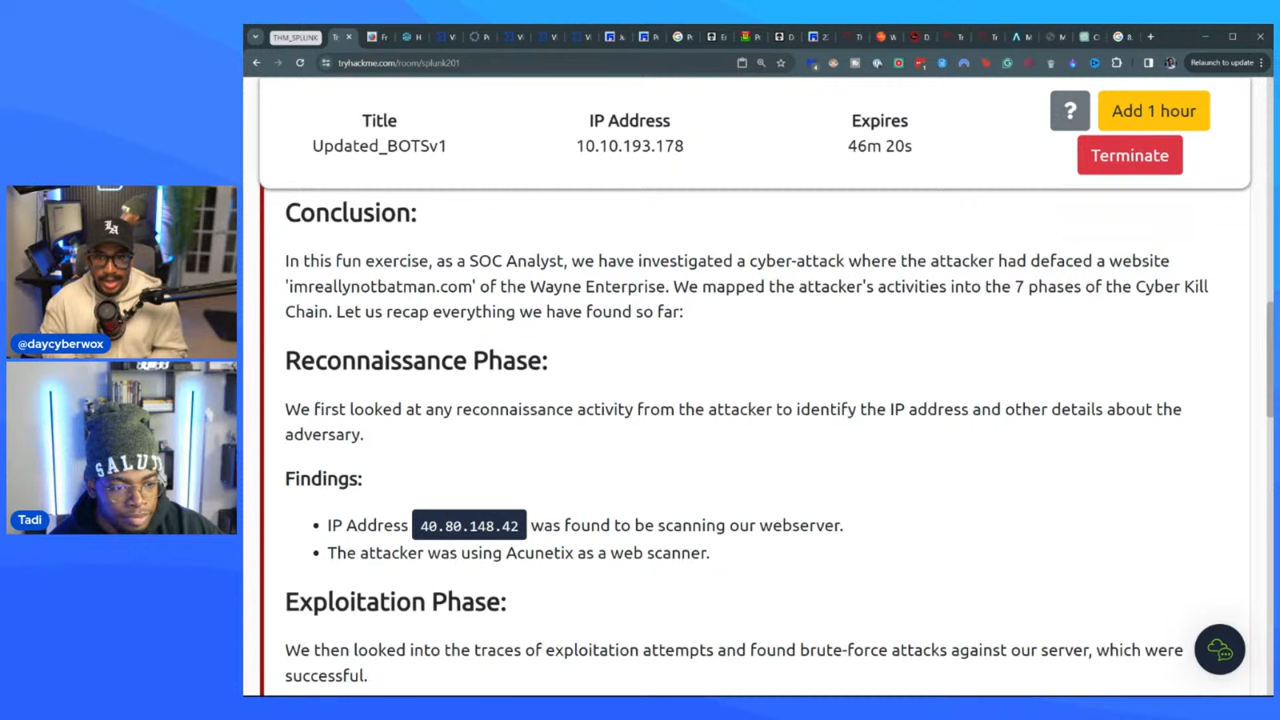 THM_SPLUNK
Tr
tryhackme.com/room/splunk201
Relaunch to update
Title
IP Address
Expires
Updated_BOTSv1
10.10.193.178
46m 20s
?
Add 1 hour
Terminate
Conclusion:
In this fun exercise, as a SOC Analyst, we have investigated a cyber-attack where the attacker had defaced a website
'imreallynotbatman.com' of the Wayne Enterprise. We mapped the attacker's activities into the 7 phases of the Cyber Kill
Chain. Let us recap everything we have found so far:
Reconnaissance Phase:
We first looked at any reconnaissance activity from the attacker to identify the IP address and other details about the
adversary.
Findings:
• IP Address 40.80.148.42 was found to be scanning our webserver.
• The attacker was using Acunetix as a web scanner.
Exploitation Phase:
We then looked into the traces of exploitation attempts and found brute-force attacks against our server, which were
successful.
LA
@daycyberwox
Tadi